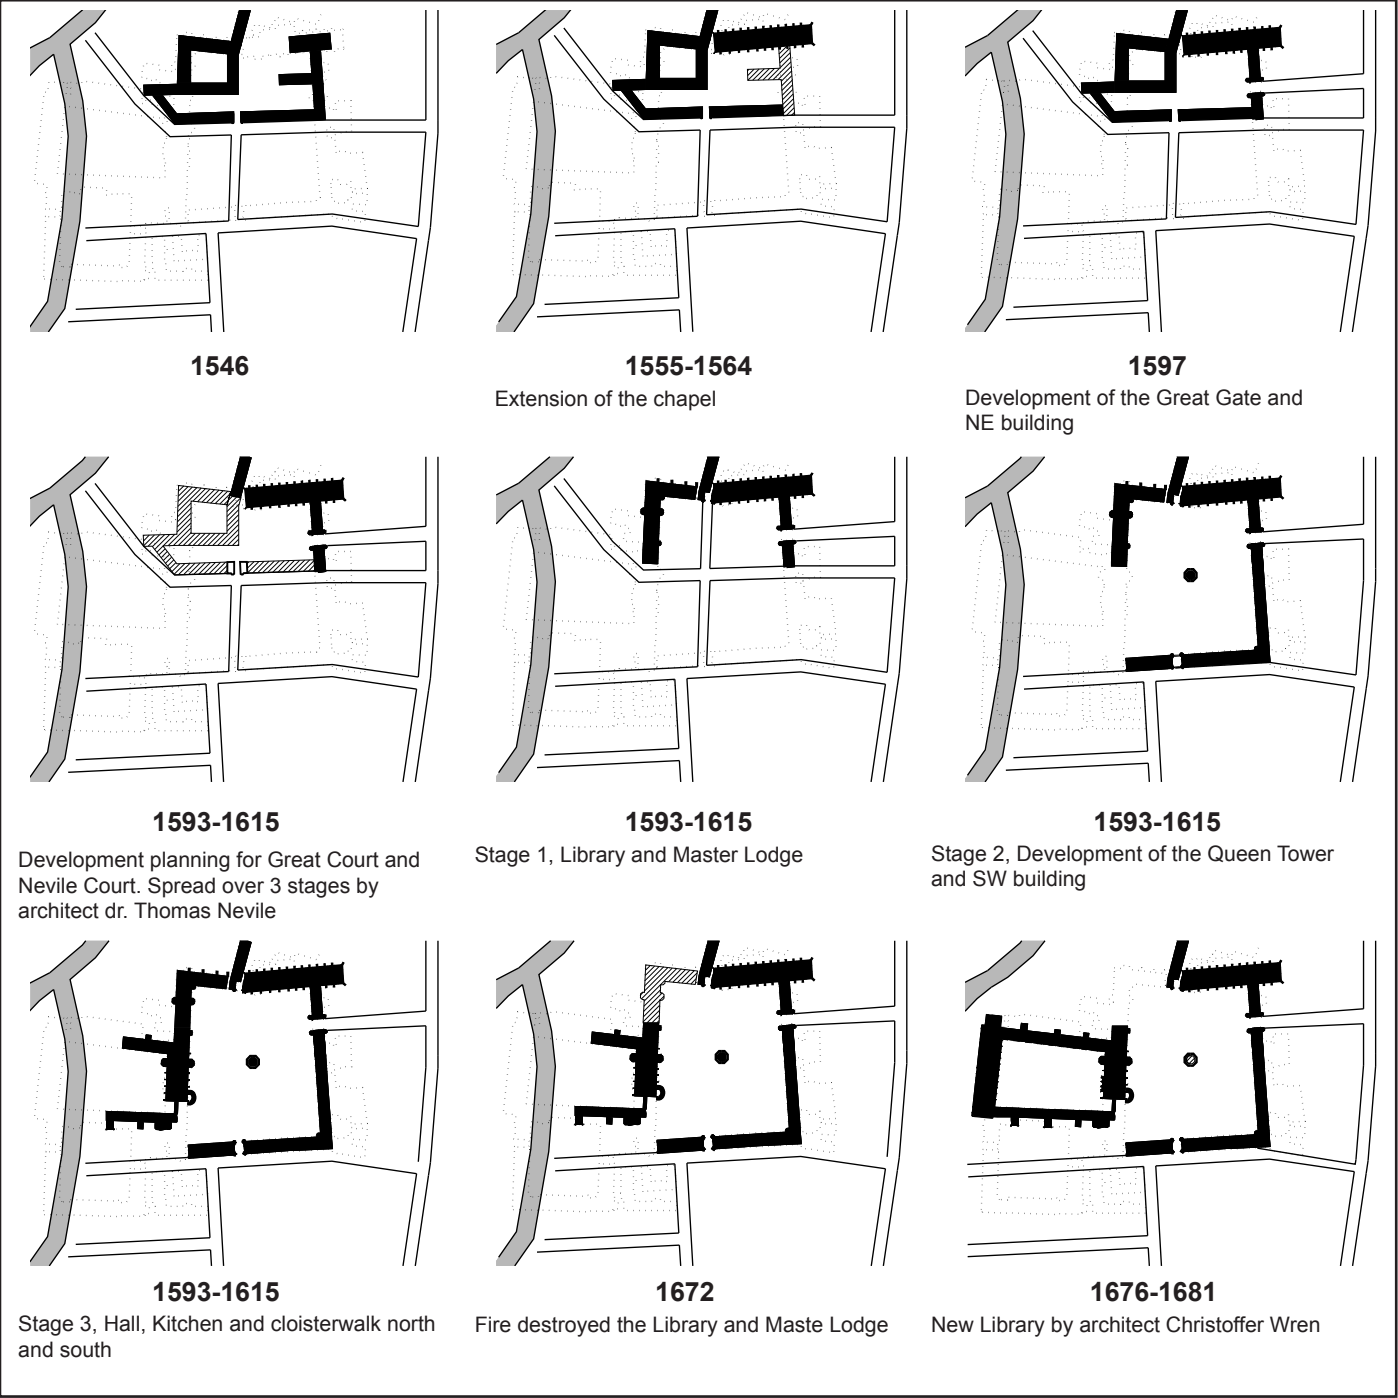 1546
1555-1564
Extension of the chapel
1597
Development of the Great Gate and
NE building
1593-1615
Development planning for Great Court and
Nevile Court. Spread over 3 stages by
architect dr. Thomas Nevile
1593-1615
Stage 1, Library and Master Lodge
1593-1615
Stage 2, Development of the Queen Tower
and SW building
1593-1615
Stage 3, Hall, Kitchen and cloisterwalk north
and south
1672
Fire destroyed the Library and Maste Lodge
1676-1681
New Library by architect Christoffer Wren